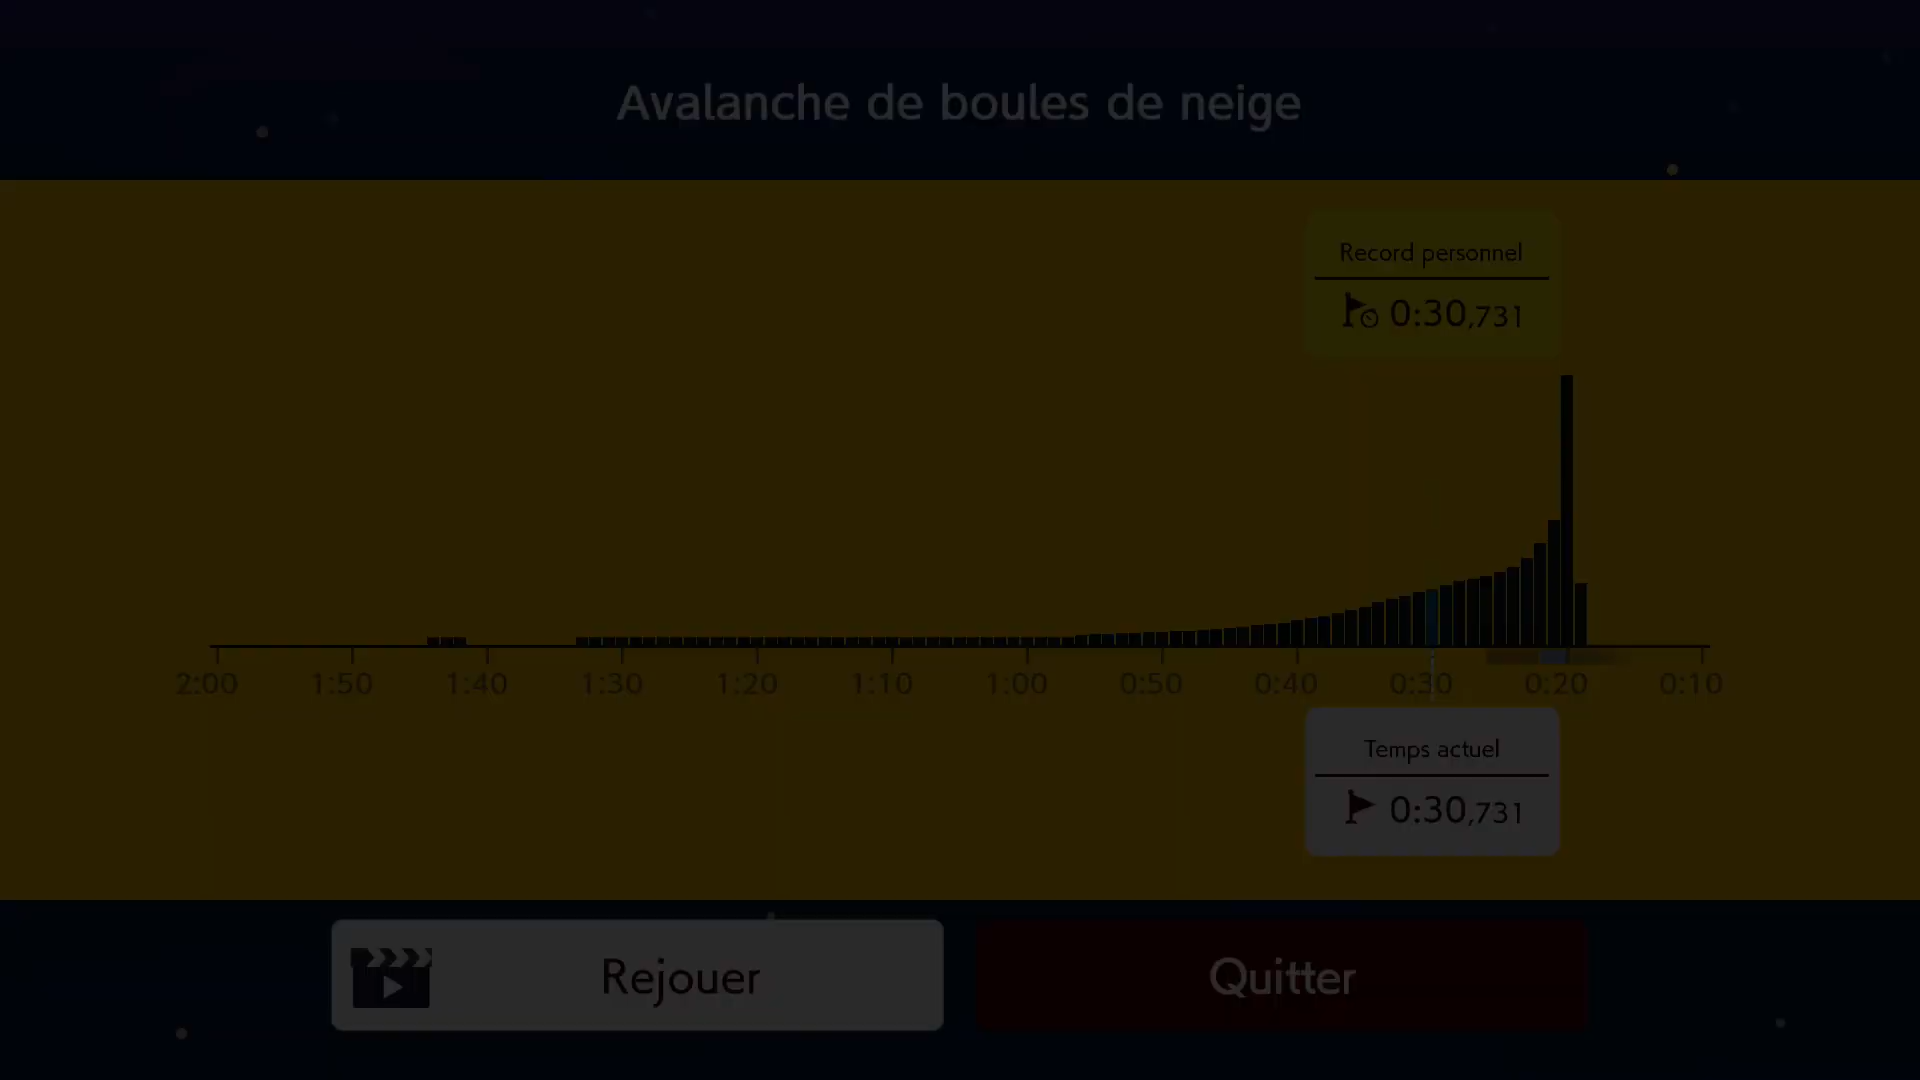 Avalanche de boules de neige
Record personnel
0:30,731
2:00 1:50 1:40 1:30 1:20 1:10 1:00 0:50 0:40 0:30 0:20 0:10
Temps actuel
0:30,731
Rejouer
Quitter